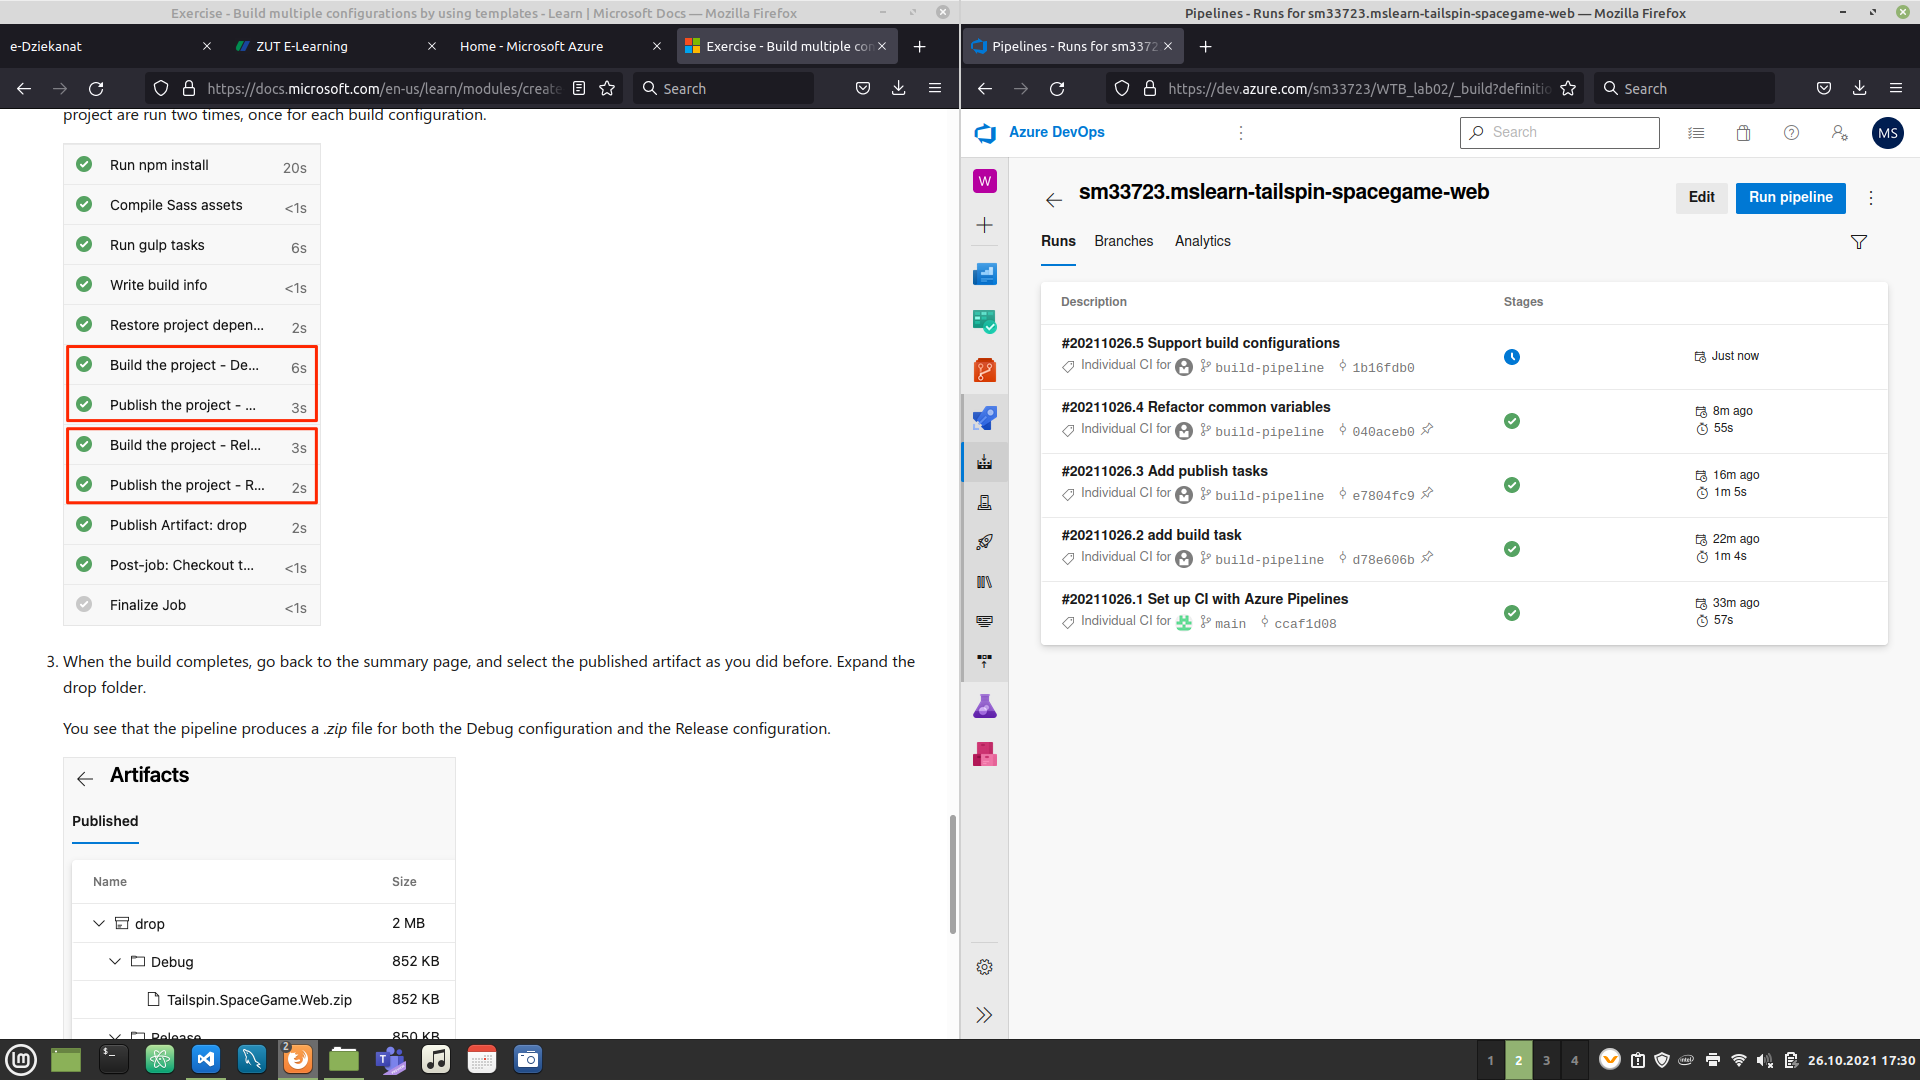 Exercise - Build multiple configurations by using templates - Learn | Microsoft Docs — Mozilla Firefox
e-Dziekanat
ZUT E-Learning
Home - Microsoft Azure
Exercise - Build multiple con
https://docs.microsoft.com/en-us/learn/modules/create
Search
project are run two times, once for each build configuration.
Run npm install 20s
Compile Sass assets <1s
Run gulp tasks 6s
Write build info <1s
Restore project depen... 2s
Build the project - De... 6s
Publish the project - ... 3s
Build the project - Rel... 3s
Publish the project - R... 2s
Publish Artifact: drop 2s
Post-job: Checkout t... <1s
Finalize Job <1s
3. When the build completes, go back to the summary page, and select the published artifact as you did before. Expand the
drop folder.
You see that the pipeline produces a .zip file for both the Debug configuration and the Release configuration.
Artifacts
Published
Name Size
drop 2 MB
Debug 852 KB
Tailspin.SpaceGame.Web.zip 852 KB
Release 850 KB
Pipelines - Runs for sm33723.mslearn-tailspin-spacegame-web — Mozilla Firefox
Pipelines - Runs for sm3372
https://dev.azure.com/sm33723/WTB_lab02/_build?definitio
Search
Azure DevOps
Search
MS
W
sm33723.mslearn-tailspin-spacegame-web
Edit
Run pipeline
Runs
Branches
Analytics
Description Stages
#20211026.5 Support build configurations
Individual CI for build-pipeline 1b16fdb0
Just now
#20211026.4 Refactor common variables
Individual CI for build-pipeline 040aceb0
8m ago
55s
#20211026.3 Add publish tasks
Individual CI for build-pipeline e7804fc9
16m ago
1m 5s
#20211026.2 add build task
Individual CI for build-pipeline d78e606b
22m ago
1m 4s
#20211026.1 Set up CI with Azure Pipelines
Individual CI for main ccaf1d08
33m ago
57s
2
1 2 3 4
26.10.2021 17:30